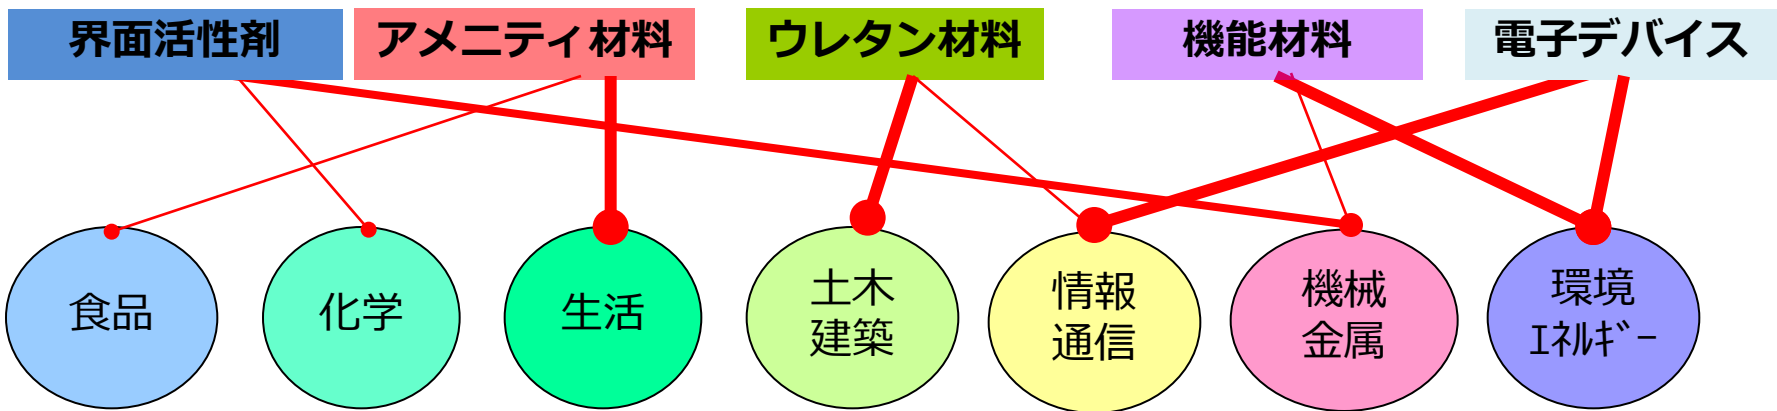 界面活性剤
アメニティ材料
ウレタン材料
機能材料
電子デバイス
食品
化学
生活
土木
建築
情報
通信
機械
金属
環境
ｴﾈﾙｷﾞｰ